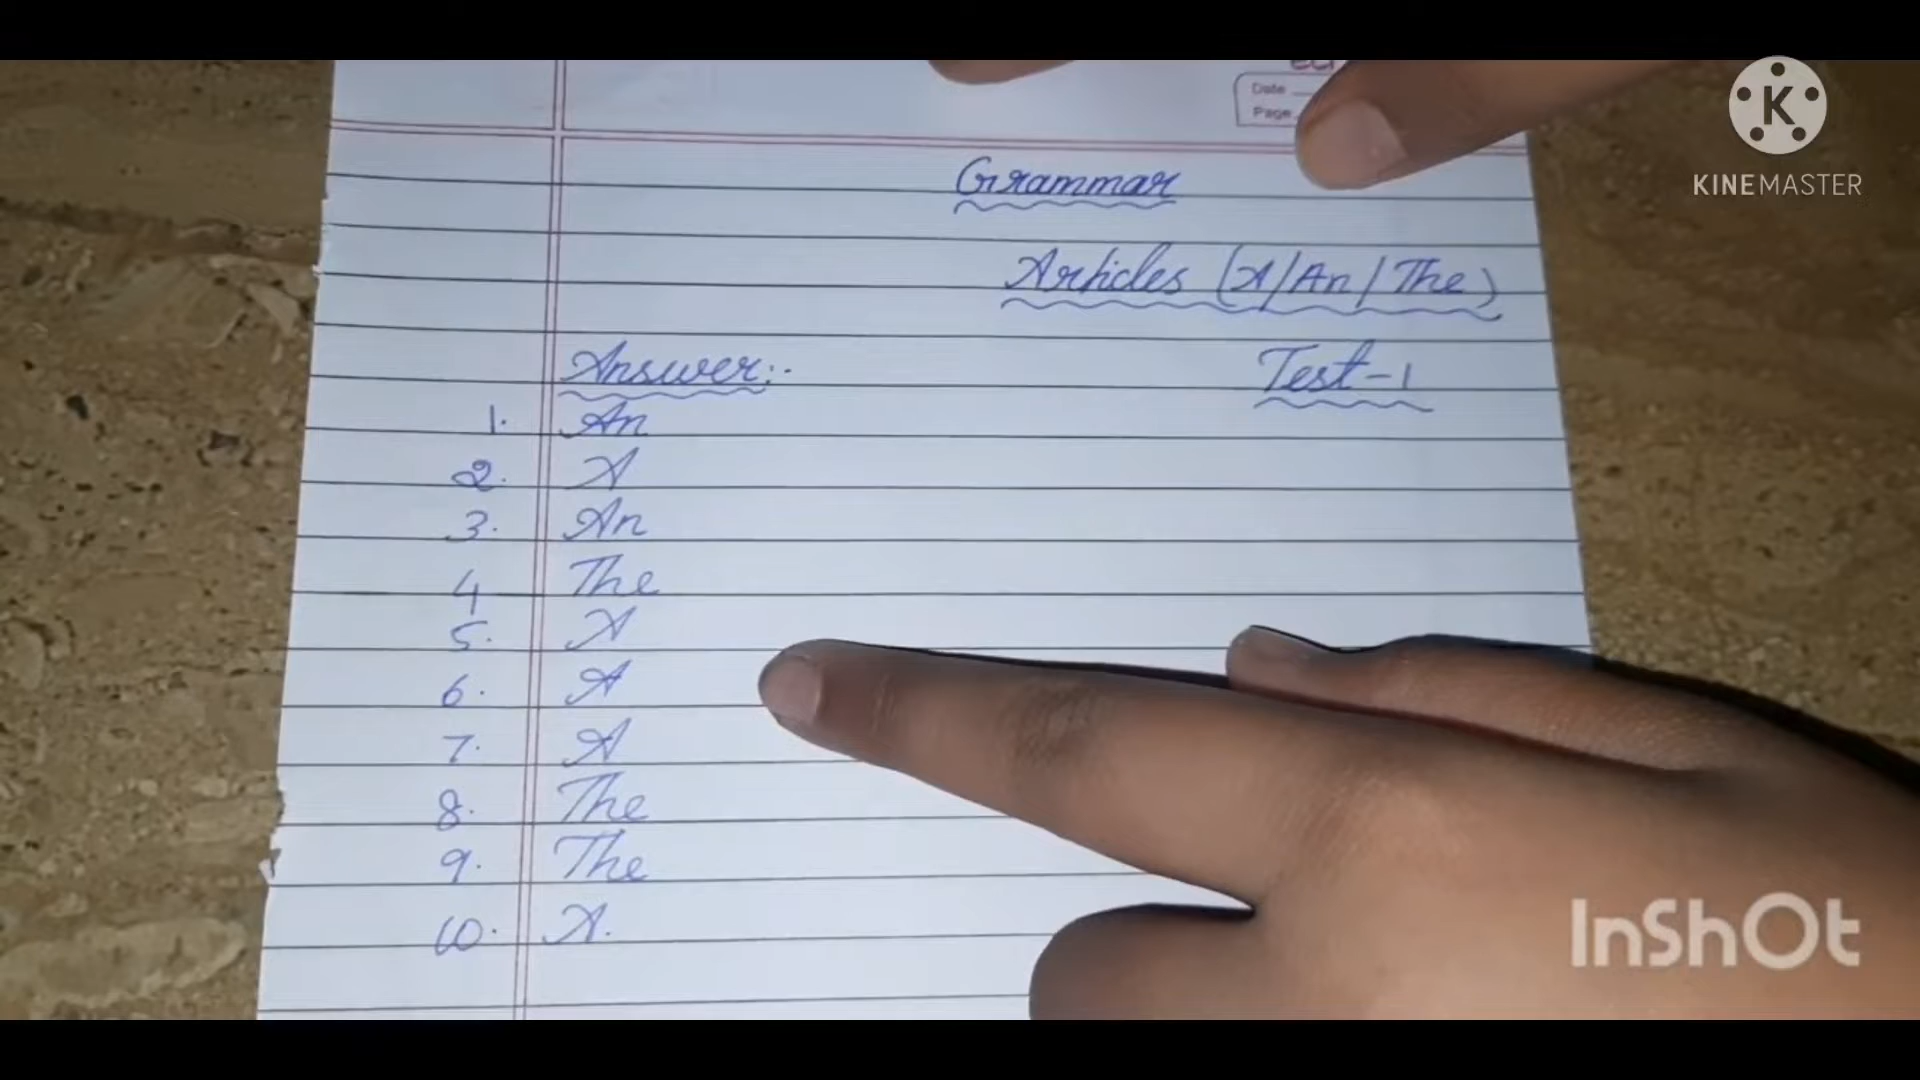 Date
Page
K
KINEMASTER
Grammar
Articles (A/An/The)
Answer:-
Test-1
1. An
2. A
3. An
4 The
5. A
6. A
7. A
8. The
9. The
10. A.
InShOt